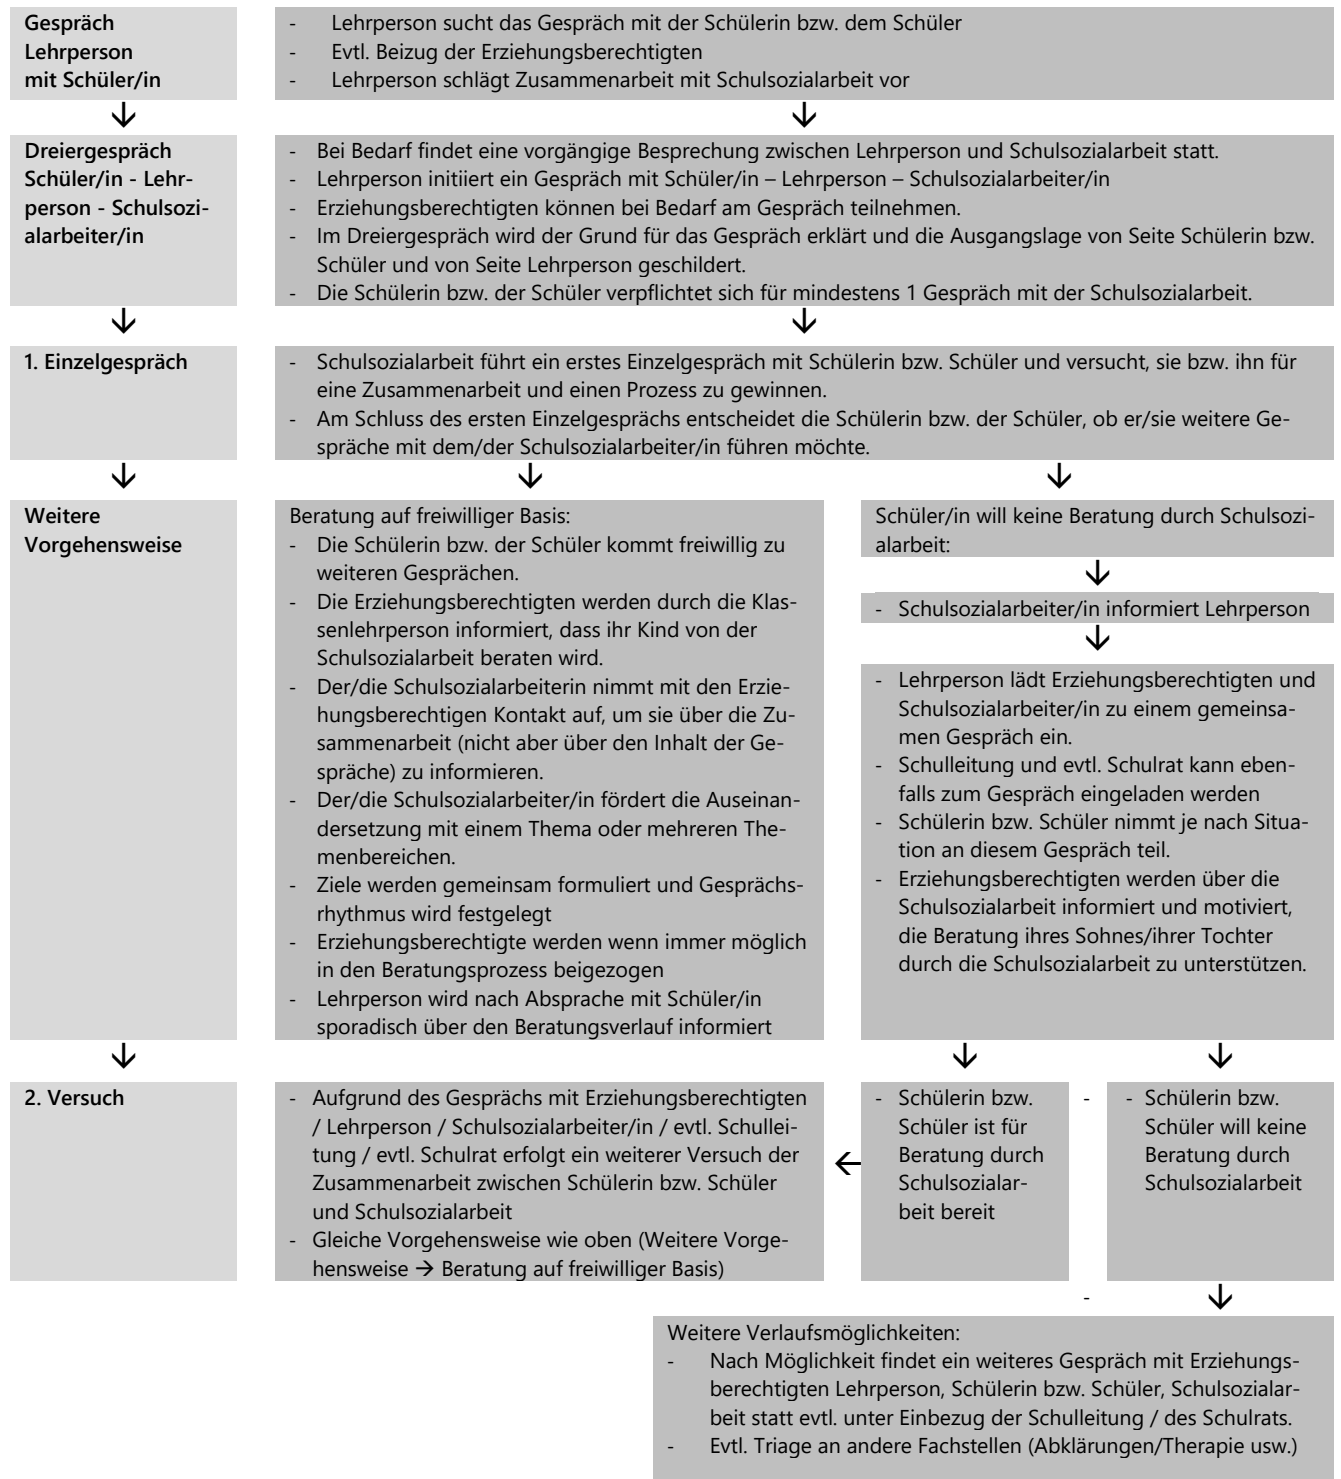 Gespräch
Lehrperson
mit Schüler/in
- Lehrperson sucht das Gespräch mit der Schülerin bzw. dem Schüler
- Evtl. Beizug der Erziehungsberechtigten
- Lehrperson schlägt Zusammenarbeit mit Schulsozialarbeit vor
Dreiergespräch
Schüler/in - Lehr-
person - Schulsozi-
alarbeiter/in
- Bei Bedarf findet eine vorgängige Besprechung zwischen Lehrperson und Schulsozialarbeit statt.
- Lehrperson initiiert ein Gespräch mit Schüler/in – Lehrperson – Schulsozialarbeiter/in
- Erziehungsberechtigten können bei Bedarf am Gespräch teilnehmen.
- Im Dreiergespräch wird der Grund für das Gespräch erklärt und die Ausgangslage von Seite Schülerin bzw.
Schüler und von Seite Lehrperson geschildert.
- Die Schülerin bzw. der Schüler verpflichtet sich für mindestens 1 Gespräch mit der Schulsozialarbeit.
1. Einzelgespräch
- Schulsozialarbeit führt ein erstes Einzelgespräch mit Schülerin bzw. Schüler und versucht, sie bzw. ihn für
eine Zusammenarbeit und einen Prozess zu gewinnen.
- Am Schluss des ersten Einzelgesprächs entscheidet die Schülerin bzw. der Schüler, ob er/sie weitere Ge-
spräche mit dem/der Schulsozialarbeiter/in führen möchte.
Weitere
Vorgehensweise
Beratung auf freiwilliger Basis:
- Die Schülerin bzw. der Schüler kommt freiwillig zu
weiteren Gesprächen.
- Die Erziehungsberechtigten werden durch die Klas-
senlehrperson informiert, dass ihr Kind von der
Schulsozialarbeit beraten wird.
- Der/die Schulsozialarbeiterin nimmt mit den Erzie-
hungsberechtigen Kontakt auf, um sie über die Zu-
sammenarbeit (nicht aber über den Inhalt der Ge-
spräche) zu informieren.
- Der/die Schulsozialarbeiter/in fördert die Auseinan-
dersetzung mit einem Thema oder mehreren The-
menbereichen.
- Ziele werden gemeinsam formuliert und Gesprächs-
rhythmus wird festgelegt
- Erziehungsberechtigte werden wenn immer möglich
in den Beratungsprozess beigezogen
- Lehrperson wird nach Absprache mit Schüler/in
sporadisch über den Beratungsverlauf informiert
Schüler/in will keine Beratung durch Schulsozi-
alarbeit:
- Schulsozialarbeiter/in informiert Lehrperson
- Lehrperson lädt Erziehungsberechtigten und
Schulsozialarbeiter/in zu einem gemeinsa-
men Gespräch ein.
- Schulleitung und evtl. Schulrat kann eben-
falls zum Gespräch eingeladen werden
- Schülerin bzw. Schüler nimmt je nach Situa-
tion an diesem Gespräch teil.
- Erziehungsberechtigten werden über die
Schulsozialarbeit informiert und motiviert,
die Beratung ihres Sohnes/ihrer Tochter
durch die Schulsozialarbeit zu unterstützen.
2. Versuch
- Aufgrund des Gesprächs mit Erziehungsberechtigten
/ Lehrperson / Schulsozialarbeiter/in / evtl. Schullei-
tung / evtl. Schulrat erfolgt ein weiterer Versuch der
Zusammenarbeit zwischen Schülerin bzw. Schüler
und Schulsozialarbeit
- Gleiche Vorgehensweise wie oben (Weitere Vorge-
hensweise → Beratung auf freiwilliger Basis)
- Schülerin bzw.
Schüler ist für
Beratung durch
Schulsozialar-
beit bereit
-
- Schülerin bzw.
Schüler will keine
Beratung durch
Schulsozialarbeit
-
Weitere Verlaufsmöglichkeiten:
- Nach Möglichkeit findet ein weiteres Gespräch mit Erziehungs-
berechtigten Lehrperson, Schülerin bzw. Schüler, Schulsozialar-
beit statt evtl. unter Einbezug der Schulleitung / des Schulrats.
- Evtl. Triage an andere Fachstellen (Abklärungen/Therapie usw.)